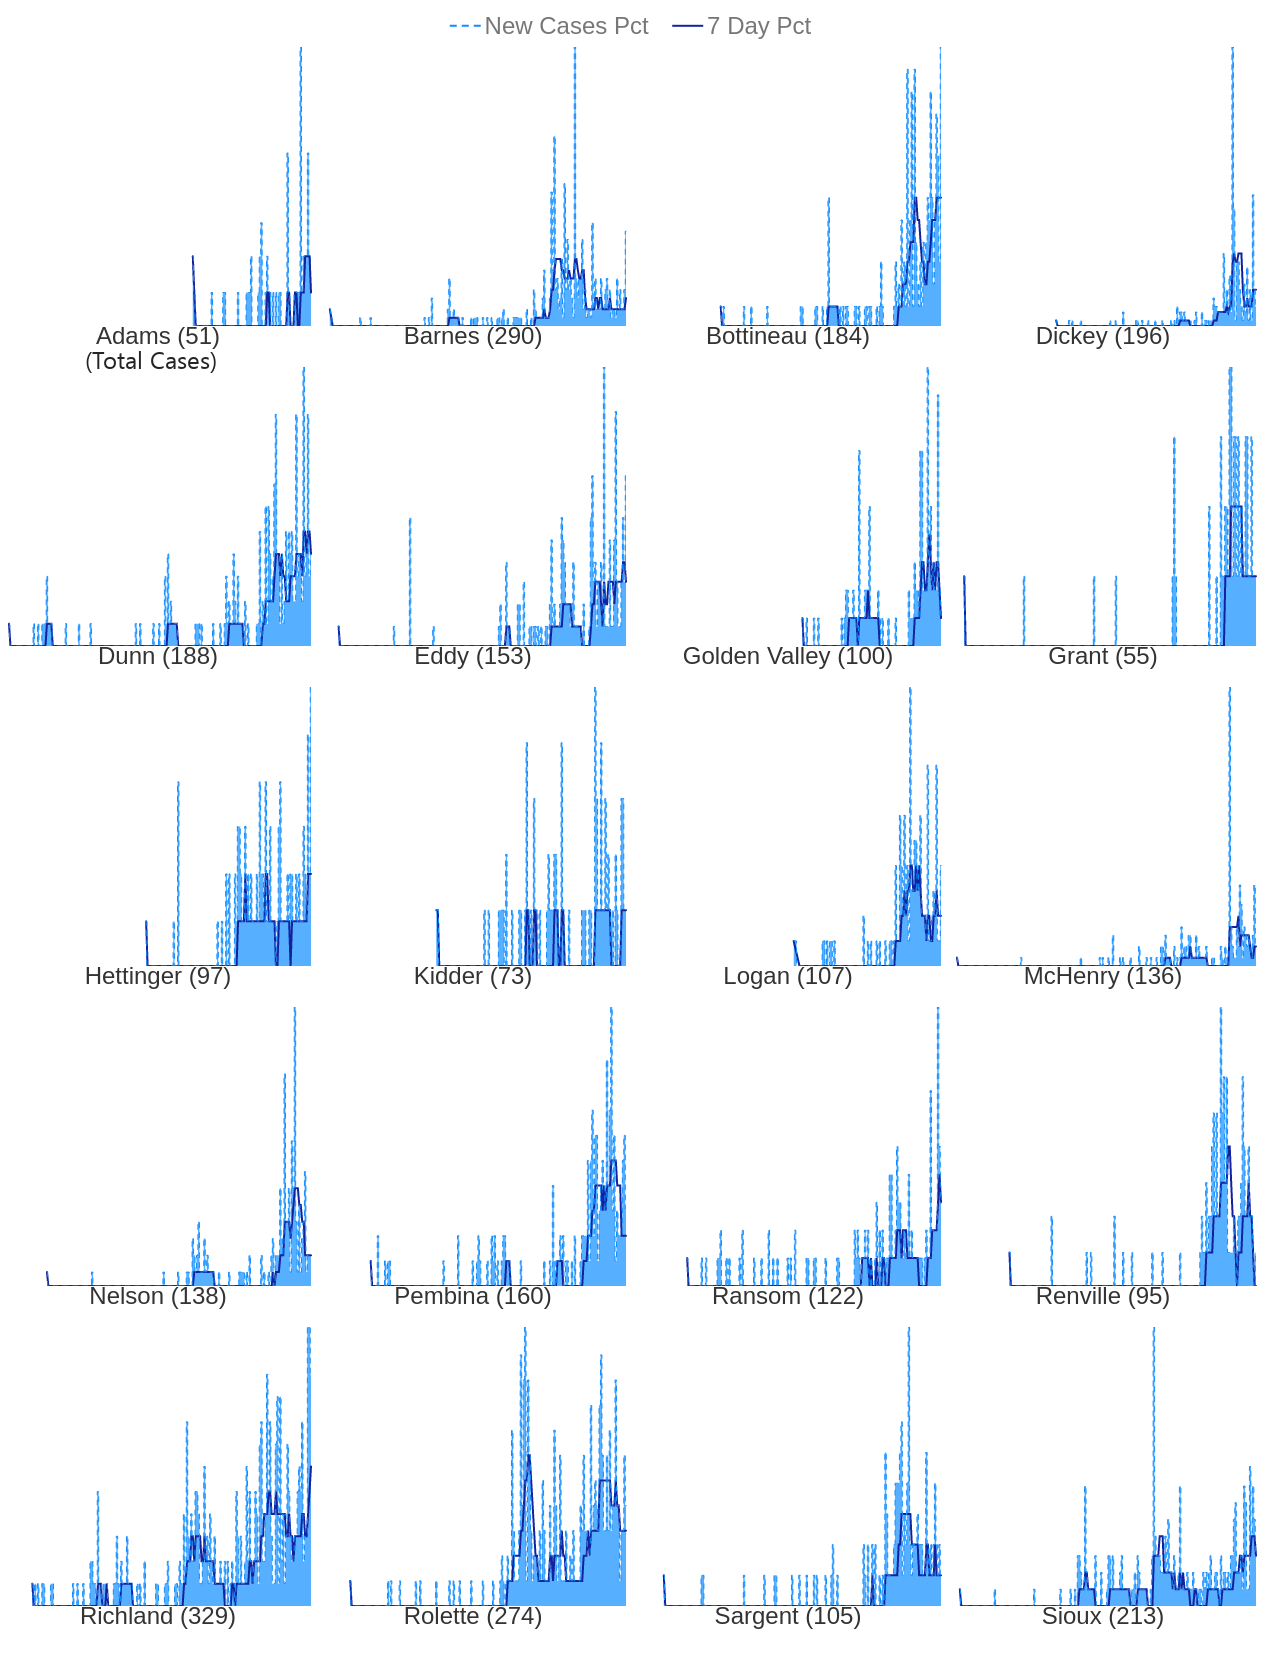 New Cases Pct 7 Day Pct
Adams (51) Barnes (290) Bottineau (184) Dickey (196)
(Total Cases)
Dunn (188) Eddy (153) Golden Valley (100) Grant (55)
Hettinger (97) Kidder (73) Logan (107) McHenry (136)
Nelson (138) Pembina (160) Ransom (122) Renville (95)
Richland (329) Rolette (274) Sargent (105) Sioux (213)